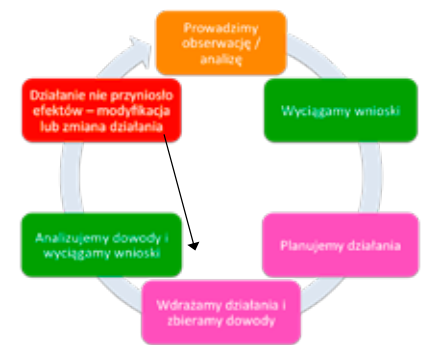 Prowadzimy
obserwację /
analizę
Wyciągamy wnioski
Planujemy działania
Wdrażamy działania i
zbieramy dowody
Analizujemy dowody i
wyciągamy wnioski
Działanie nie przyniosło
efektów – modyfikacja
lub zmiana działania